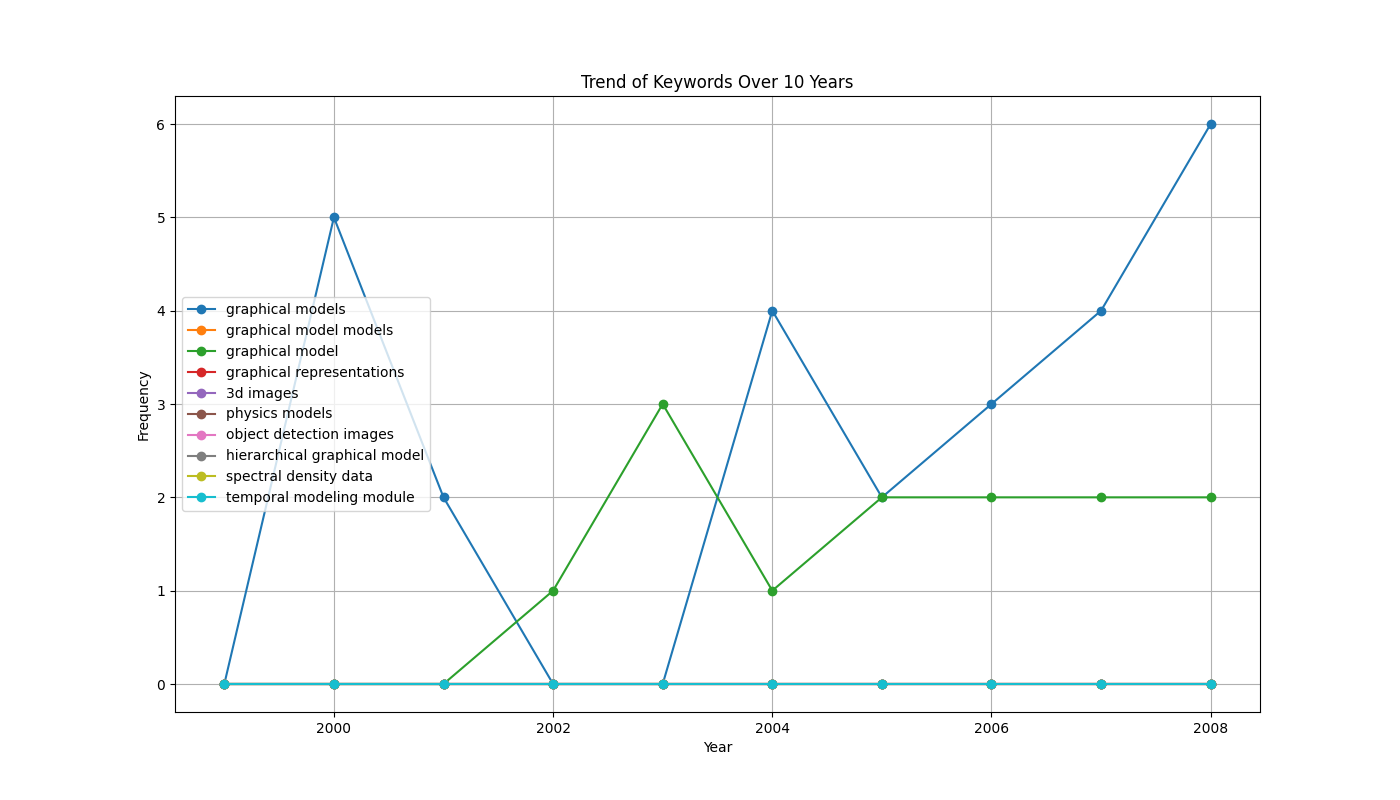 Trend of Keywords Over 10 Years
6
5
4
3
2
1
0
Frequency
graphical models
graphical model models
graphical model
graphical representations
3d images
physics models
object detection images
hierarchical graphical model
spectral density data
temporal modeling module
2000 2002 2004 2006 2008
Year